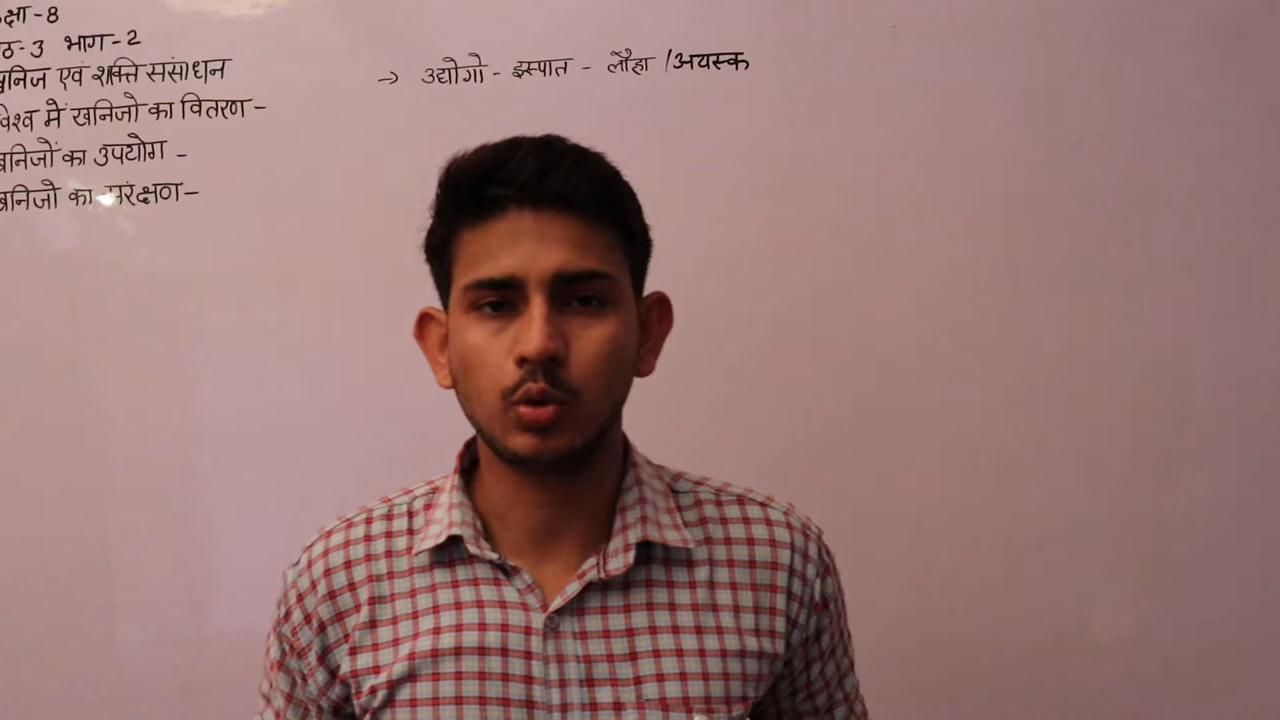 क्षा-8
ठ-3 भाग-2
खनिज एवं शक्ति संसाधन
विश्व में खनिजो का वितरण-
खनिजों का उपयोग -
खनिजो का संरक्षण-
→ उद्योगो - इस्पात - लौहा / अयस्क